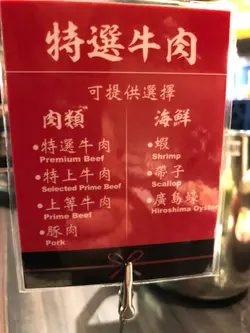 特選牛肉
可提供選擇
肉類
•特選牛肉
Premium Beef
•特上牛肉
Selected Prime Beef
•上等牛肉
Prime Beef
•豚肉
Pork
海鮮
•蝦
Shrimp
•帶子
Scallop
•廣島蠔
Hiroshima Oyster